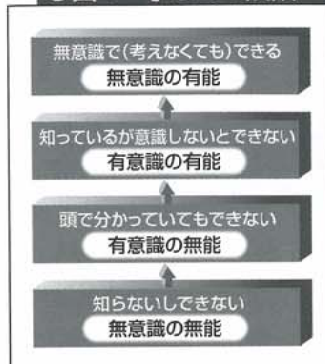 無意識で(考えなくても)できる
無意識の有能
知っているが意識しないとできない
有意識の有能
頭で分かっていてもできない
有意識の無能
知らないしできない
無意識の無能